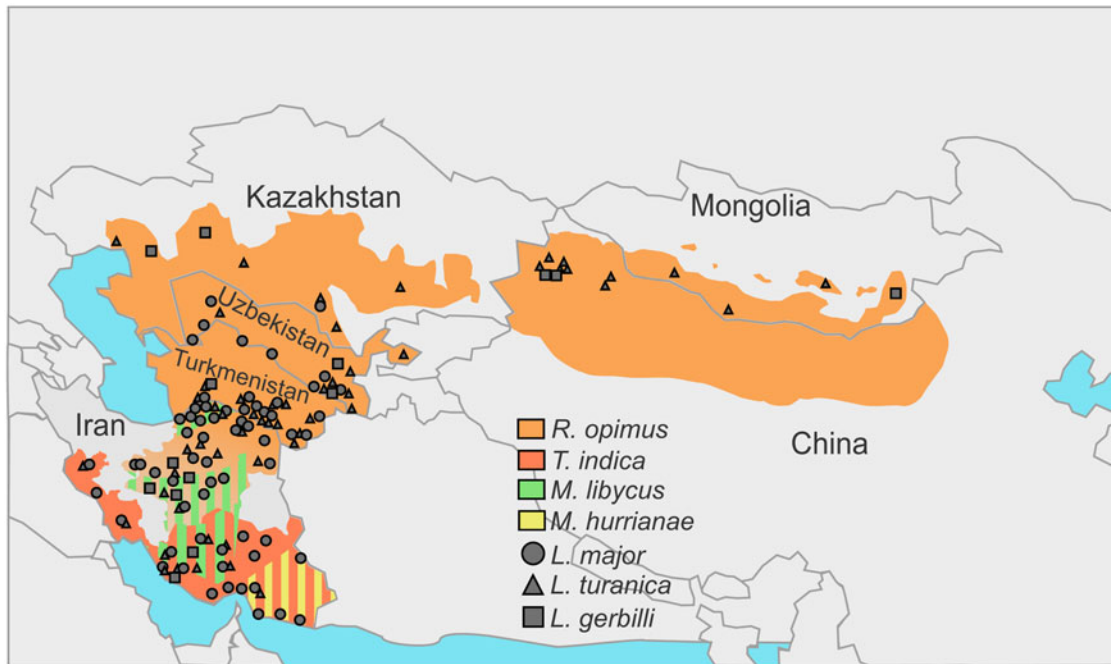 Kazakhstan
Mongolia
Uzbekistan
Turkmenistan
Iran
China
R. opimus
T. indica
M. libycus
M. hurrianae
L. major
L. turanica
L. gerbilli